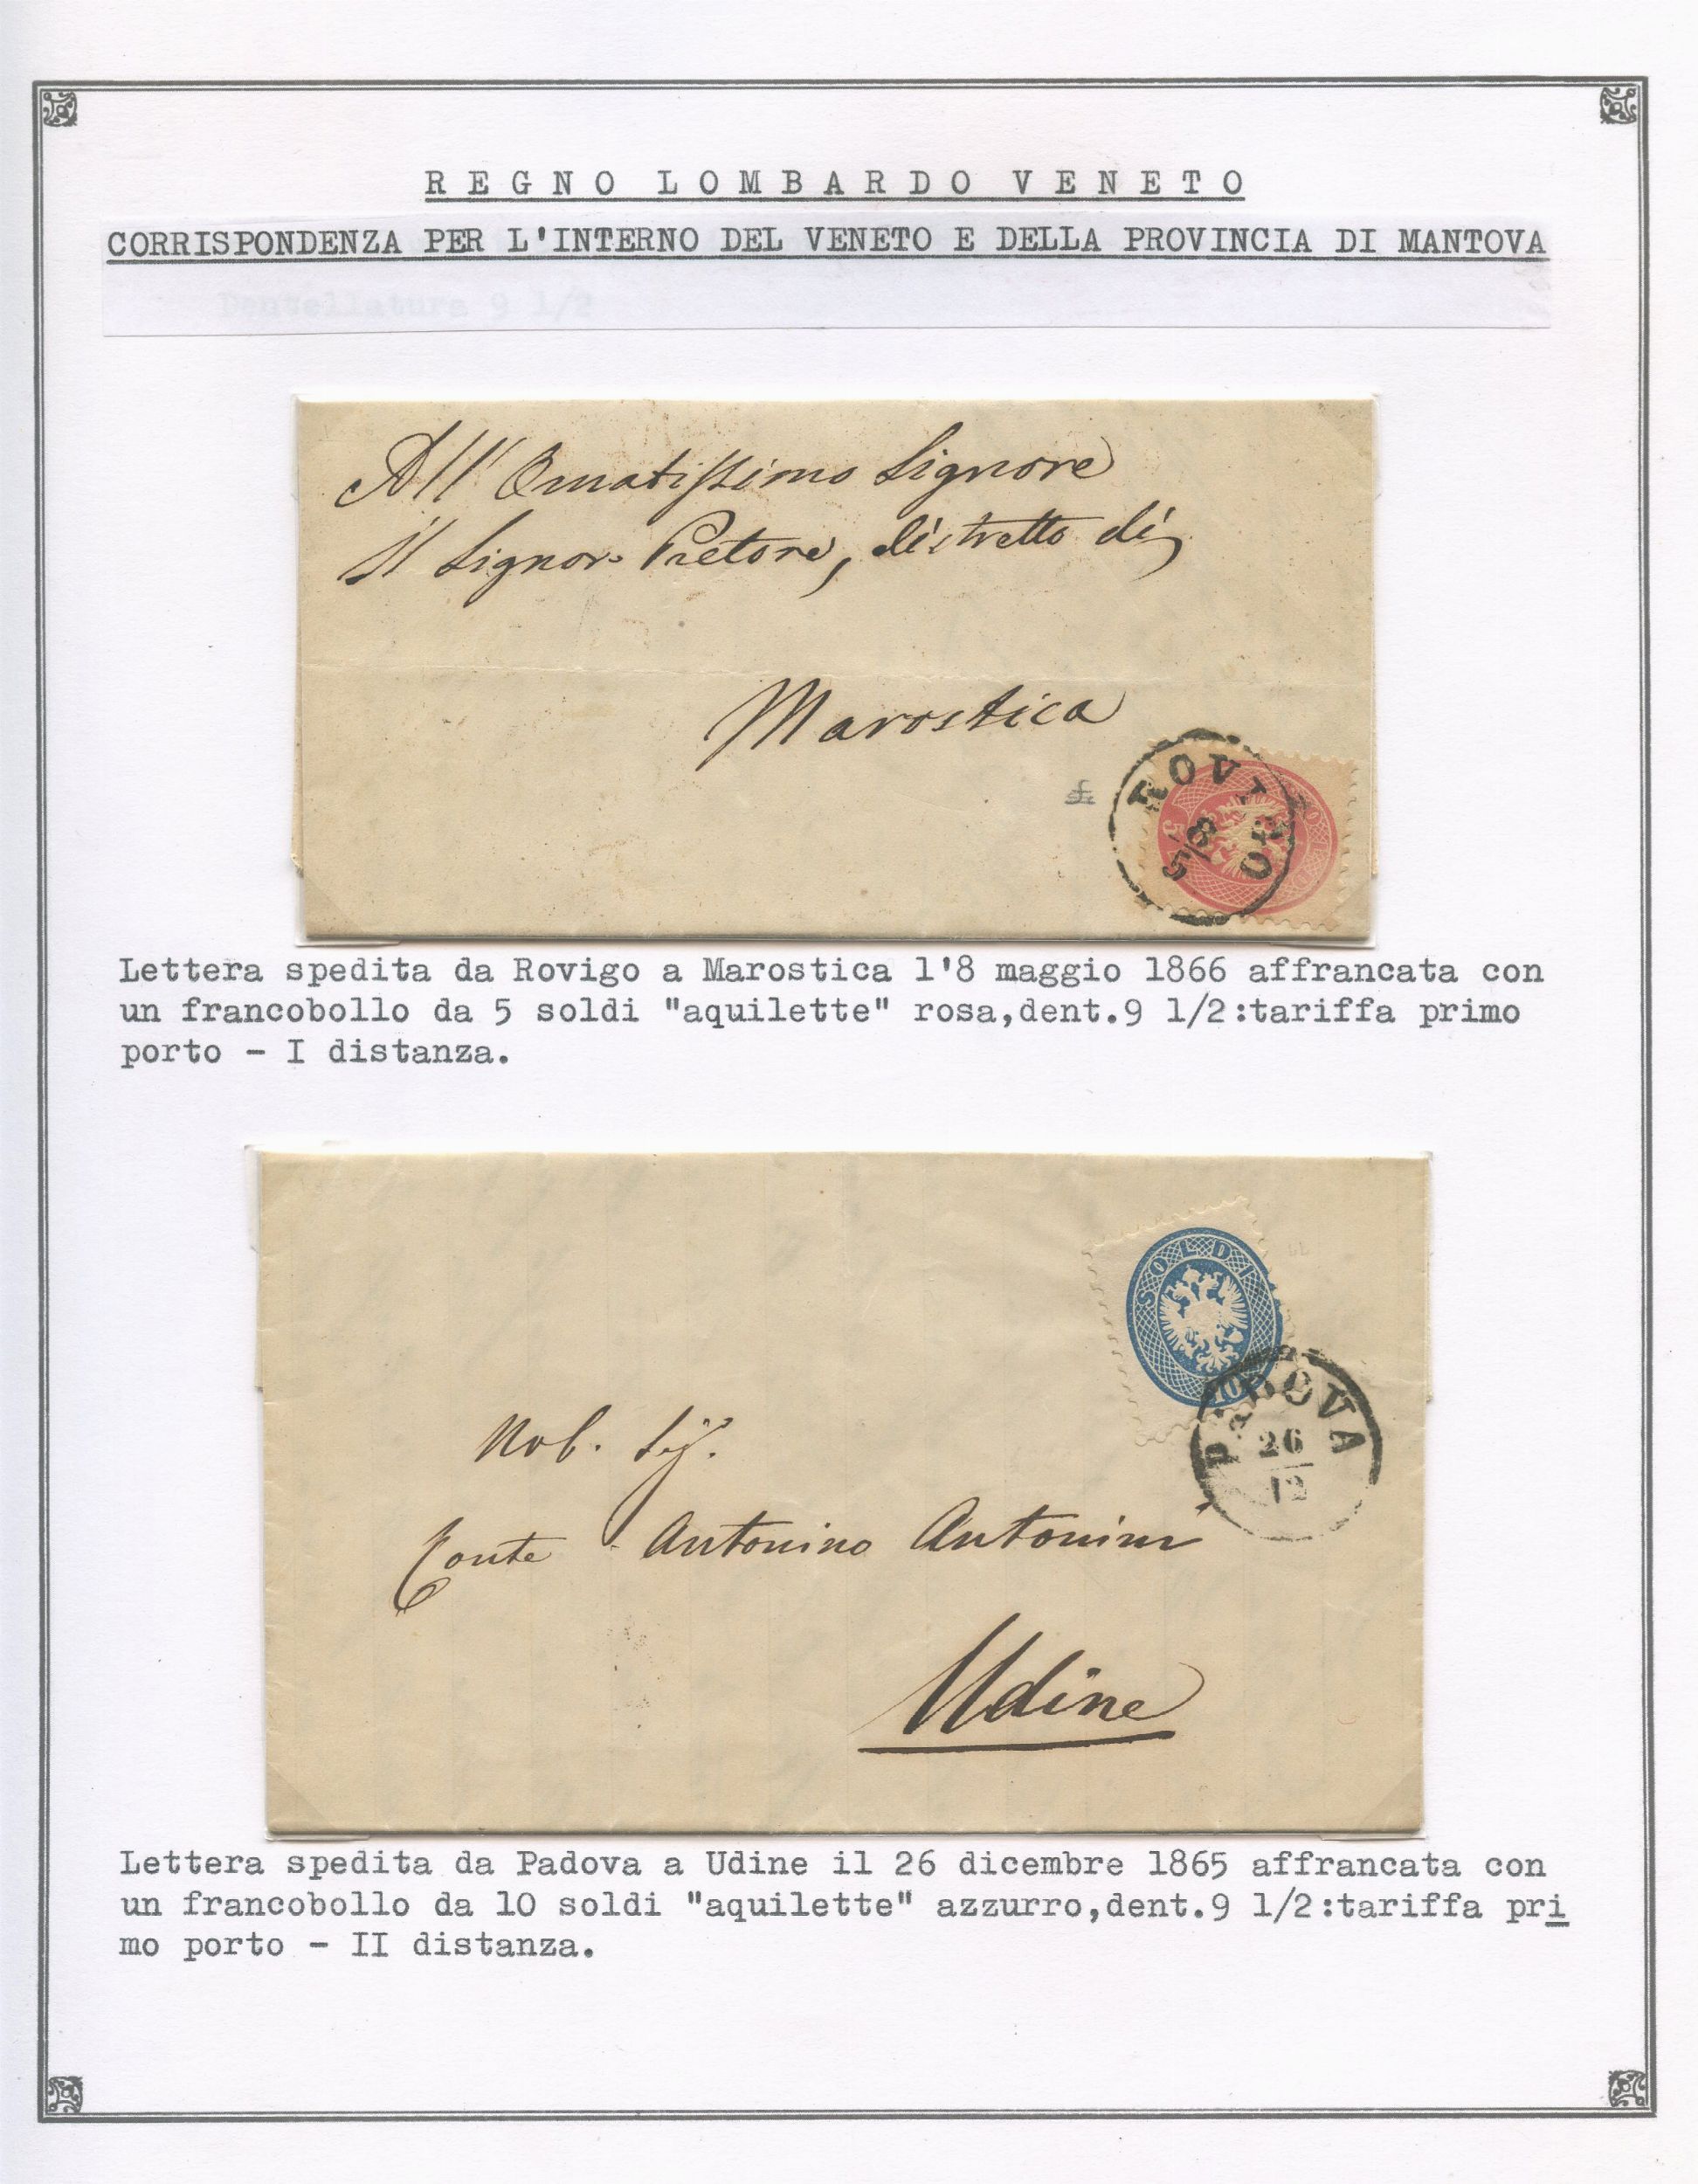 REGNO LOMBARDO VENETO
CORRISPONDENZA PER L'INTERNO DEL VENETO E DELLA PROVINCIA DI MANTOVA
Dentellatura 9 1/2
All' Ornatissimo Signore
Il Signor Pretore, distretto di
Marostica
ROVIGO
8/5
Lettera spedita da Rovigo a Marostica l'8 maggio 1866 affrancata con
un francobollo da 5 soldi "aquilette" rosa,dent.9 1/2:tariffa primo
porto - I distanza.
SOLDI
10
PADOVA
26
12
Nob. Sig.
Conte Antonino Antonini
Udine
Lettera spedita da Padova a Udine il 26 dicembre 1865 affrancata con
un francobollo da 10 soldi "aquilette" azzurro,dent.9 1/2:tariffa pri
mo porto - II distanza.